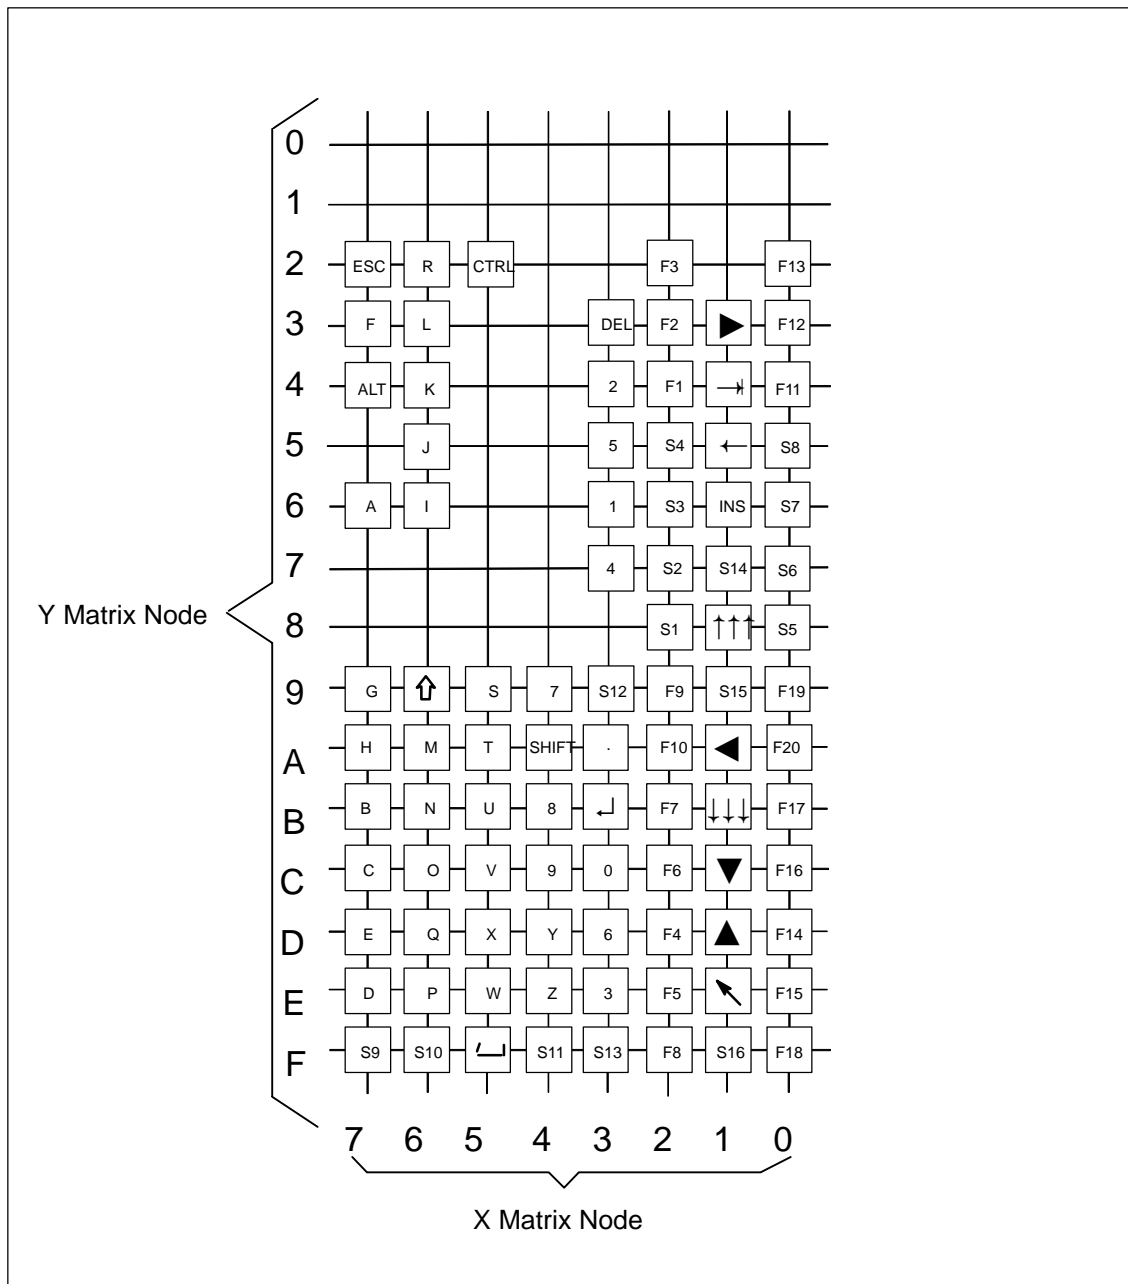 0
1
2 ESC R CTRL F3 F13
3 F L DEL F2 ▶ F12
4 ALT K 2 F1 →| F11
5 J 5 S4 ← S8
6 A I 1 S3 INS S7
7 4 S2 S14 S6
Y Matrix Node
8 S1 ↑↑↑ S5
9 G ⇧ S 7 S12 F9 S15 F19
A H M T SHIFT . F10 ◀ F20
B B N U 8 ↵ F7 ↓↓↓ F17
C C O V 9 0 F6 ▼ F16
D E Q X Y 6 F4 ▲ F14
E D P W Z 3 F5 ↖ F15
F S9 S10 S11 S13 F8 S16 F18
7 6 5 4 3 2 1 0
X Matrix Node